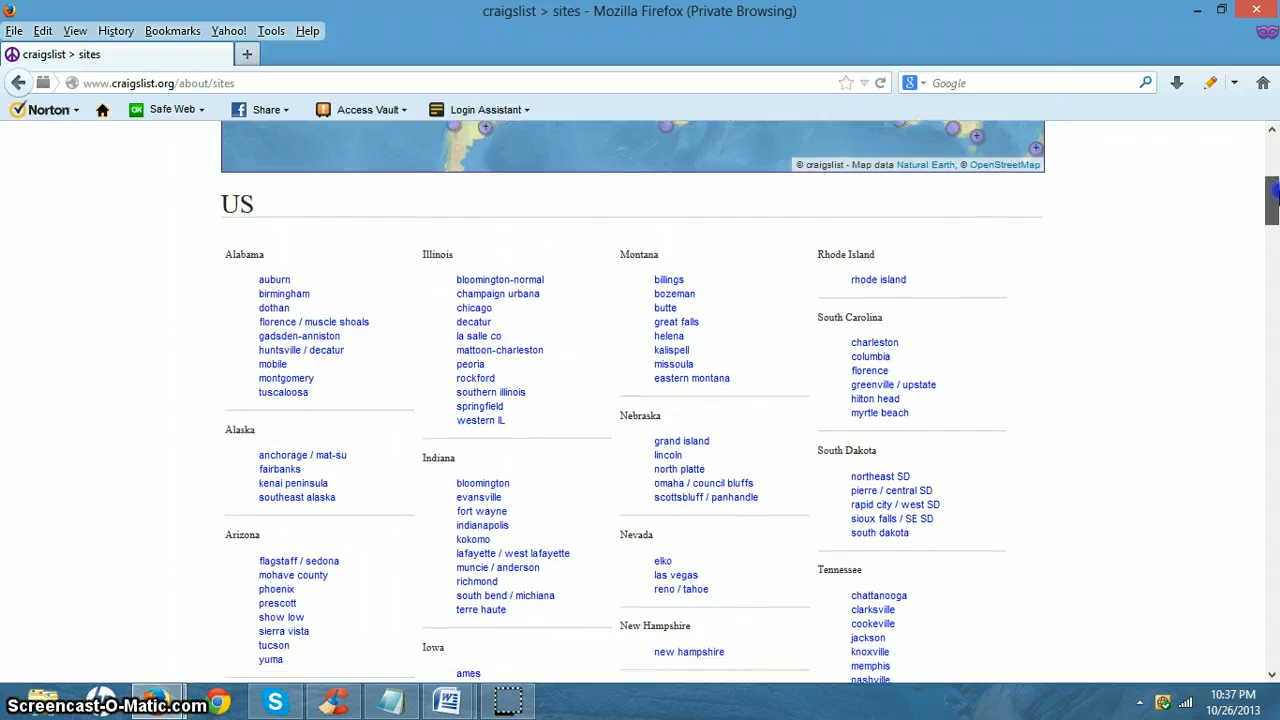 craigslist > sites - Mozilla Firefox (Private Browsing)
File Edit View History Bookmarks Yahoo! Tools Help
craigslist > sites
www.craigslist.org/about/sites
Google
Norton Safe Web Share Access Vault Login Assistant
© craigslist - Map data Natural Earth, © OpenStreetMap
US
Alabama
auburn
birmingham
dothan
florence / muscle shoals
gadsden-anniston
huntsville / decatur
mobile
montgomery
tuscaloosa
Alaska
anchorage / mat-su
fairbanks
kenai peninsula
southeast alaska
Arizona
flagstaff / sedona
mohave county
phoenix
prescott
show low
sierra vista
tucson
yuma
Illinois
bloomington-normal
champaign urbana
chicago
decatur
la salle co
mattoon-charleston
peoria
rockford
southern illinois
springfield
western IL
Indiana
bloomington
evansville
fort wayne
indianapolis
kokomo
lafayette / west lafayette
muncie / anderson
richmond
south bend / michiana
terre haute
Iowa
ames
Montana
billings
bozeman
butte
great falls
helena
kalispell
missoula
eastern montana
Nebraska
grand island
lincoln
north platte
omaha / council bluffs
scottsbluff / panhandle
Nevada
elko
las vegas
reno / tahoe
New Hampshire
new hampshire
Rhode Island
rhode island
South Carolina
charleston
columbia
florence
greenville / upstate
hilton head
myrtle beach
South Dakota
northeast SD
pierre / central SD
rapid city / west SD
sioux falls / SE SD
south dakota
Tennessee
chattanooga
clarksville
cookeville
jackson
knoxville
memphis
nashville
Screencast-O-Matic.com
10:37 PM
10/26/2013